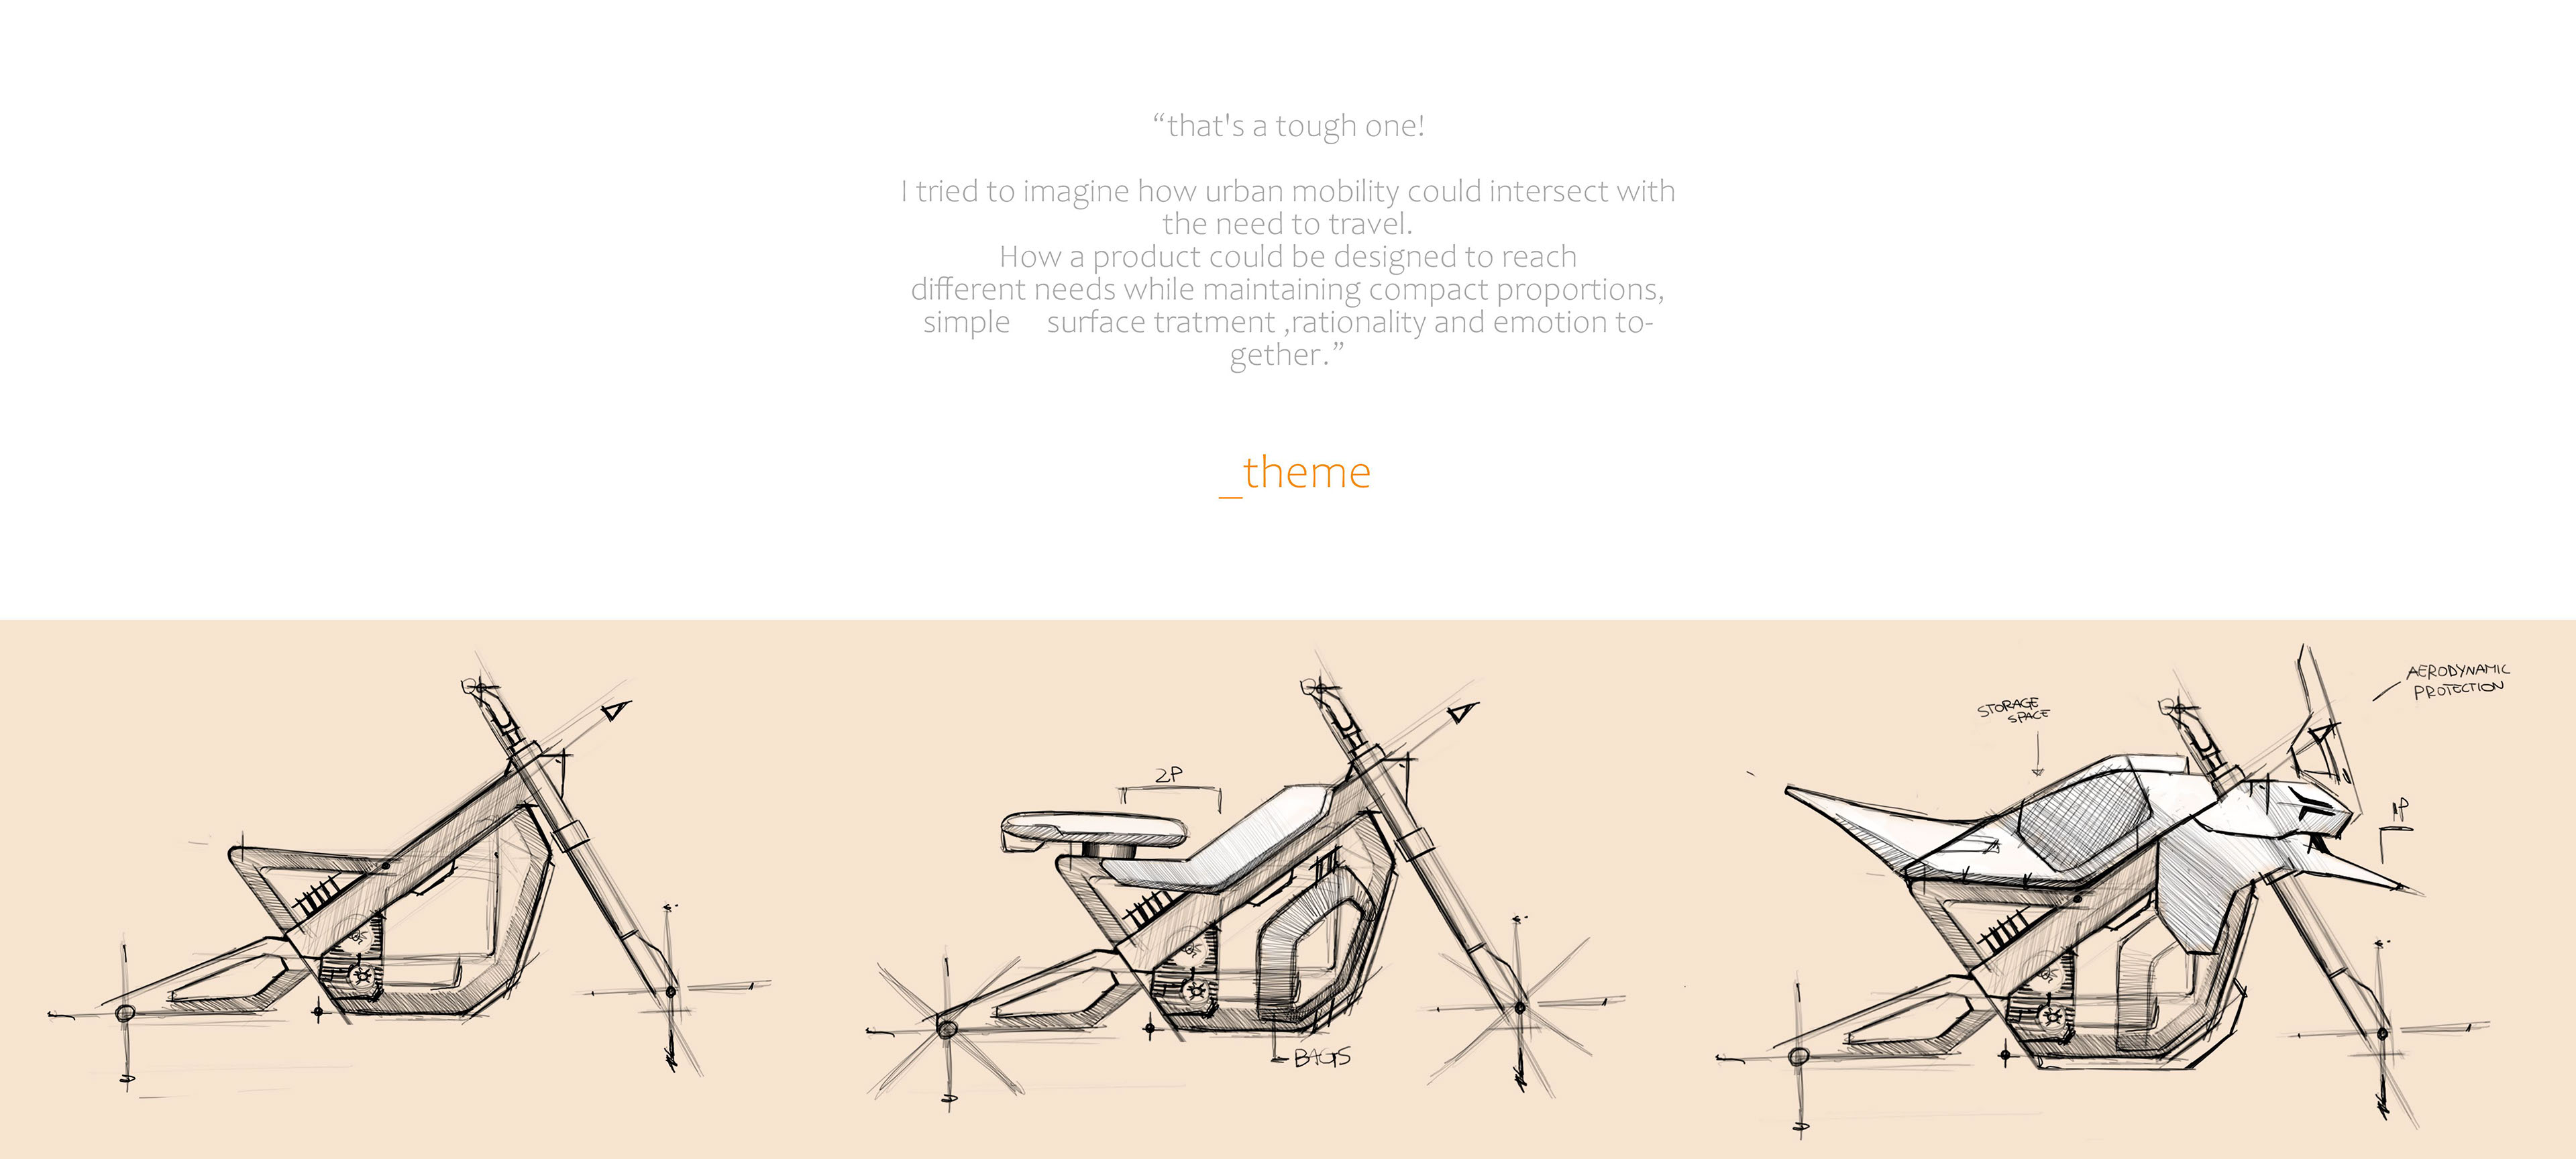 “that's a tough one!
I tried to imagine how urban mobility could intersect with
the need to travel.
How a product could be designed to reach
different needs while maintaining compact proportions,
simple surface tratment ,rationality and emotion to-
gether.”
_theme
2P
BAGS
STORAGE
SPACE
AERODYNAMIC
PROTECTION
1P